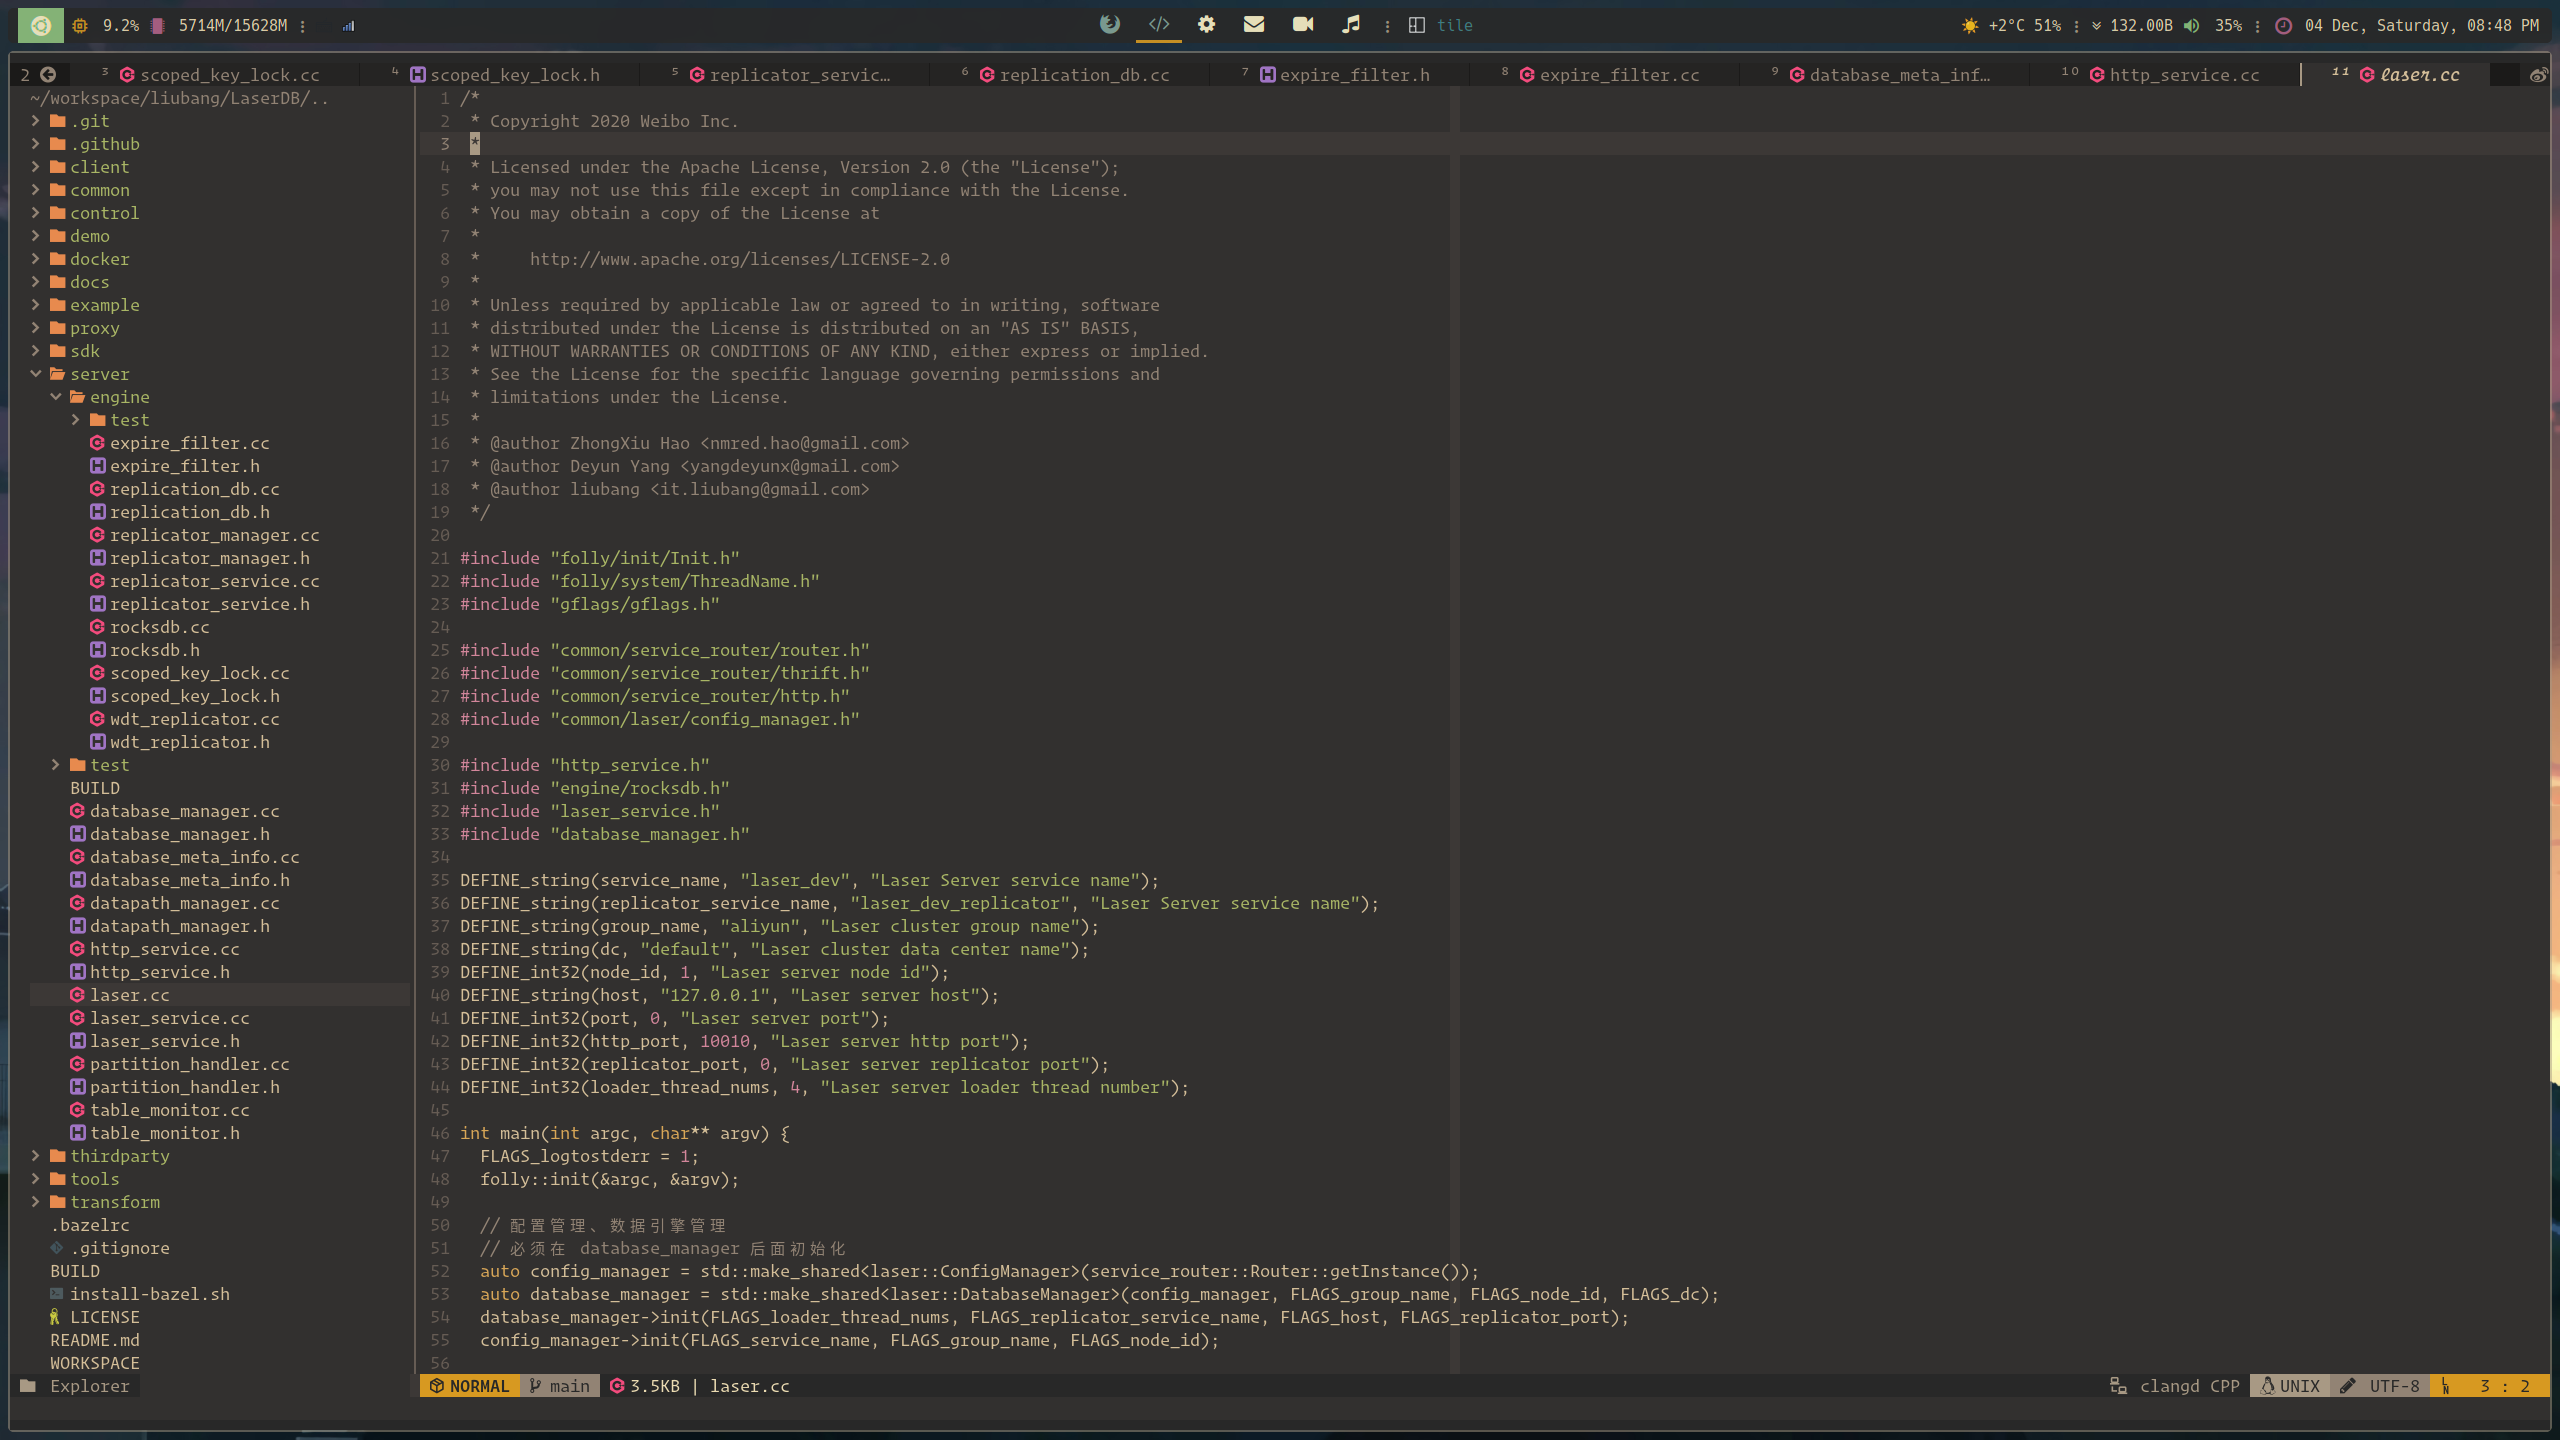 9.2% 5714M/15628M
tile
+2°C 51% 132.00B 35% 04 Dec, Saturday, 08:48 PM
2 3 scoped_key_lock.cc 4 scoped_key_lock.h 5 replicator_servic… 6 replication_db.cc 7 expire_filter.h 8 expire_filter.cc 9 database_meta_inf… 10 http_service.cc 11 laser.cc
~/workspace/liubang/LaserDB/..
.git
.github
client
common
control
demo
docker
docs
example
proxy
sdk
server
engine
test
expire_filter.cc
expire_filter.h
replication_db.cc
replication_db.h
replicator_manager.cc
replicator_manager.h
replicator_service.cc
replicator_service.h
rocksdb.cc
rocksdb.h
scoped_key_lock.cc
scoped_key_lock.h
wdt_replicator.cc
wdt_replicator.h
test
BUILD
database_manager.cc
database_manager.h
database_meta_info.cc
database_meta_info.h
datapath_manager.cc
datapath_manager.h
http_service.cc
http_service.h
laser.cc
laser_service.cc
laser_service.h
partition_handler.cc
partition_handler.h
table_monitor.cc
table_monitor.h
thirdparty
tools
transform
.bazelrc
.gitignore
BUILD
install-bazel.sh
LICENSE
README.md
WORKSPACE
Explorer
1 /*
2  * Copyright 2020 Weibo Inc.
3  *
4  * Licensed under the Apache License, Version 2.0 (the "License");
5  * you may not use this file except in compliance with the License.
6  * You may obtain a copy of the License at
7  *
8  *     http://www.apache.org/licenses/LICENSE-2.0
9  *
10  * Unless required by applicable law or agreed to in writing, software
11  * distributed under the License is distributed on an "AS IS" BASIS,
12  * WITHOUT WARRANTIES OR CONDITIONS OF ANY KIND, either express or implied.
13  * See the License for the specific language governing permissions and
14  * limitations under the License.
15  *
16  * @author ZhongXiu Hao <nmred.hao@gmail.com>
17  * @author Deyun Yang <yangdeyunx@gmail.com>
18  * @author liubang <it.liubang@gmail.com>
19  */
20
21 #include "folly/init/Init.h"
22 #include "folly/system/ThreadName.h"
23 #include "gflags/gflags.h"
24
25 #include "common/service_router/router.h"
26 #include "common/service_router/thrift.h"
27 #include "common/service_router/http.h"
28 #include "common/laser/config_manager.h"
29
30 #include "http_service.h"
31 #include "engine/rocksdb.h"
32 #include "laser_service.h"
33 #include "database_manager.h"
34
35 DEFINE_string(service_name, "laser_dev", "Laser Server service name");
36 DEFINE_string(replicator_service_name, "laser_dev_replicator", "Laser Server service name");
37 DEFINE_string(group_name, "aliyun", "Laser cluster group name");
38 DEFINE_string(dc, "default", "Laser cluster data center name");
39 DEFINE_int32(node_id, 1, "Laser server node id");
40 DEFINE_string(host, "127.0.0.1", "Laser server host");
41 DEFINE_int32(port, 0, "Laser server port");
42 DEFINE_int32(http_port, 10010, "Laser server http port");
43 DEFINE_int32(replicator_port, 0, "Laser server replicator port");
44 DEFINE_int32(loader_thread_nums, 4, "Laser server loader thread number");
45
46 int main(int argc, char** argv) {
47   FLAGS_logtostderr = 1;
48   folly::init(&argc, &argv);
49
50   // 配置管理、数据引擎管理
51   // 必须在 database_manager 后面初始化
52   auto config_manager = std::make_shared<laser::ConfigManager>(service_router::Router::getInstance());
53   auto database_manager = std::make_shared<laser::DatabaseManager>(config_manager, FLAGS_group_name, FLAGS_node_id, FLAGS_dc);
54   database_manager->init(FLAGS_loader_thread_nums, FLAGS_replicator_service_name, FLAGS_host, FLAGS_replicator_port);
55   config_manager->init(FLAGS_service_name, FLAGS_group_name, FLAGS_node_id);
56
NORMAL main 3.5KB | laser.cc clangd CPP UNIX UTF-8 LN 3 : 2